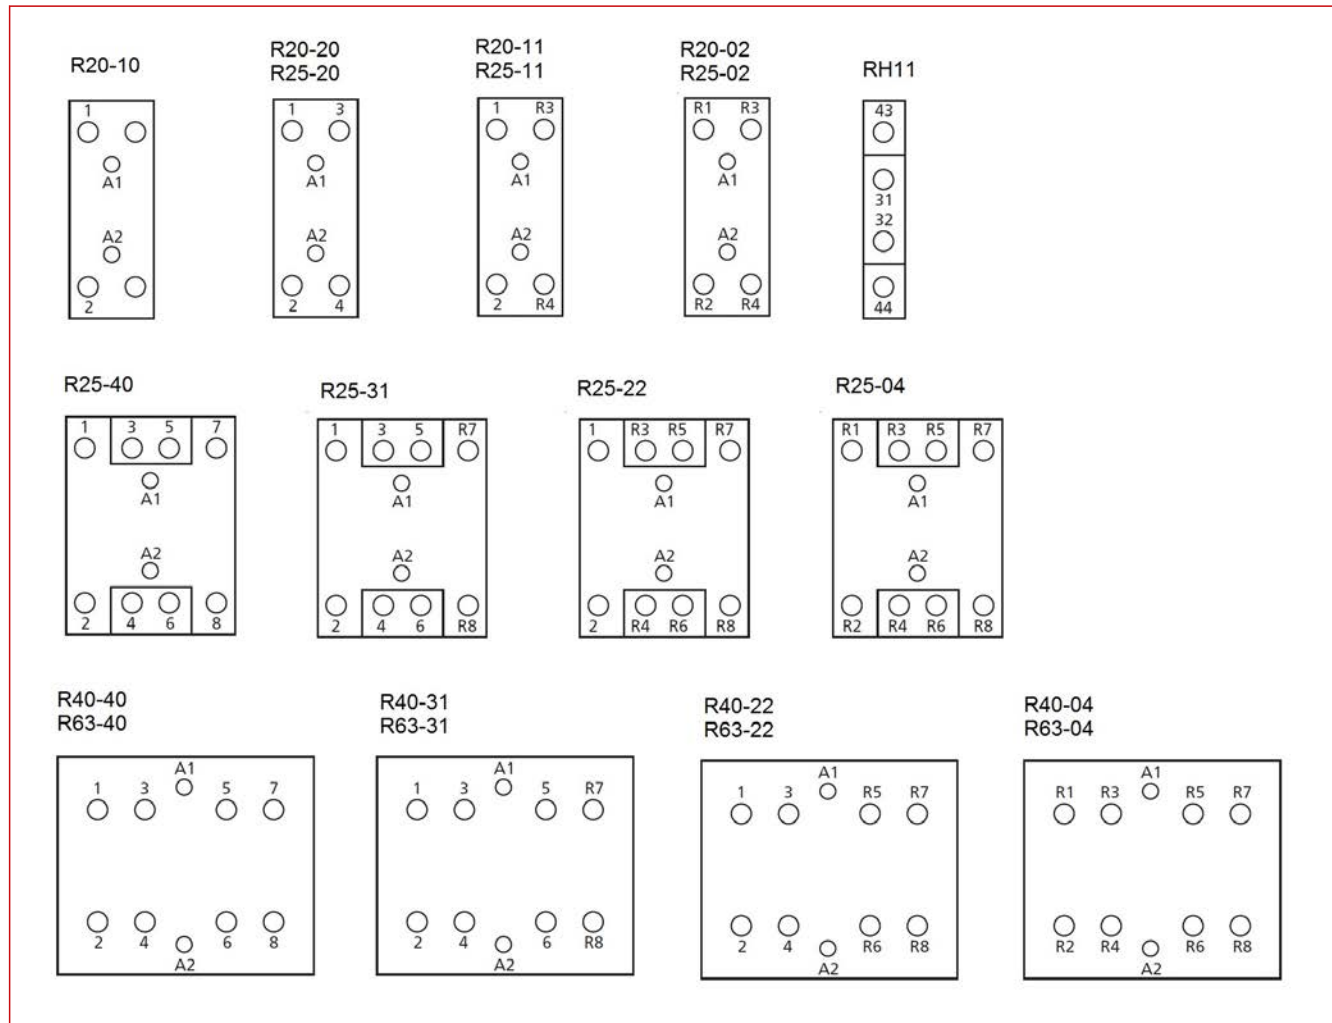 R20-10
R20-20
R25-20
R20-11
R25-11
R20-02
R25-02
RH11
1
A1
A2
2
1 3
A1
A2
2 4
1 R3
A1
A2
2 R4
R1 R3
A1
A2
R2 R4
43
31
32
44
R25-40
R25-31
R25-22
R25-04
1 3 5 7
A1
A2
2 4 6 8
1 3 5 R7
A1
A2
2 4 6 R8
1 R3 R5 R7
A1
A2
2 R4 R6 R8
R1 R3 R5 R7
A1
A2
R2 R4 R6 R8
R40-40
R63-40
R40-31
R63-31
R40-22
R63-22
R40-04
R63-04
A1
1 3 5 7
2 4 6 8
A2
A1
1 3 5 R7
2 4 6 R8
A2
A1
1 3 R5 R7
2 4 R6 R8
A2
A1
R1 R3 R5 R7
R2 R4 R6 R8
A2